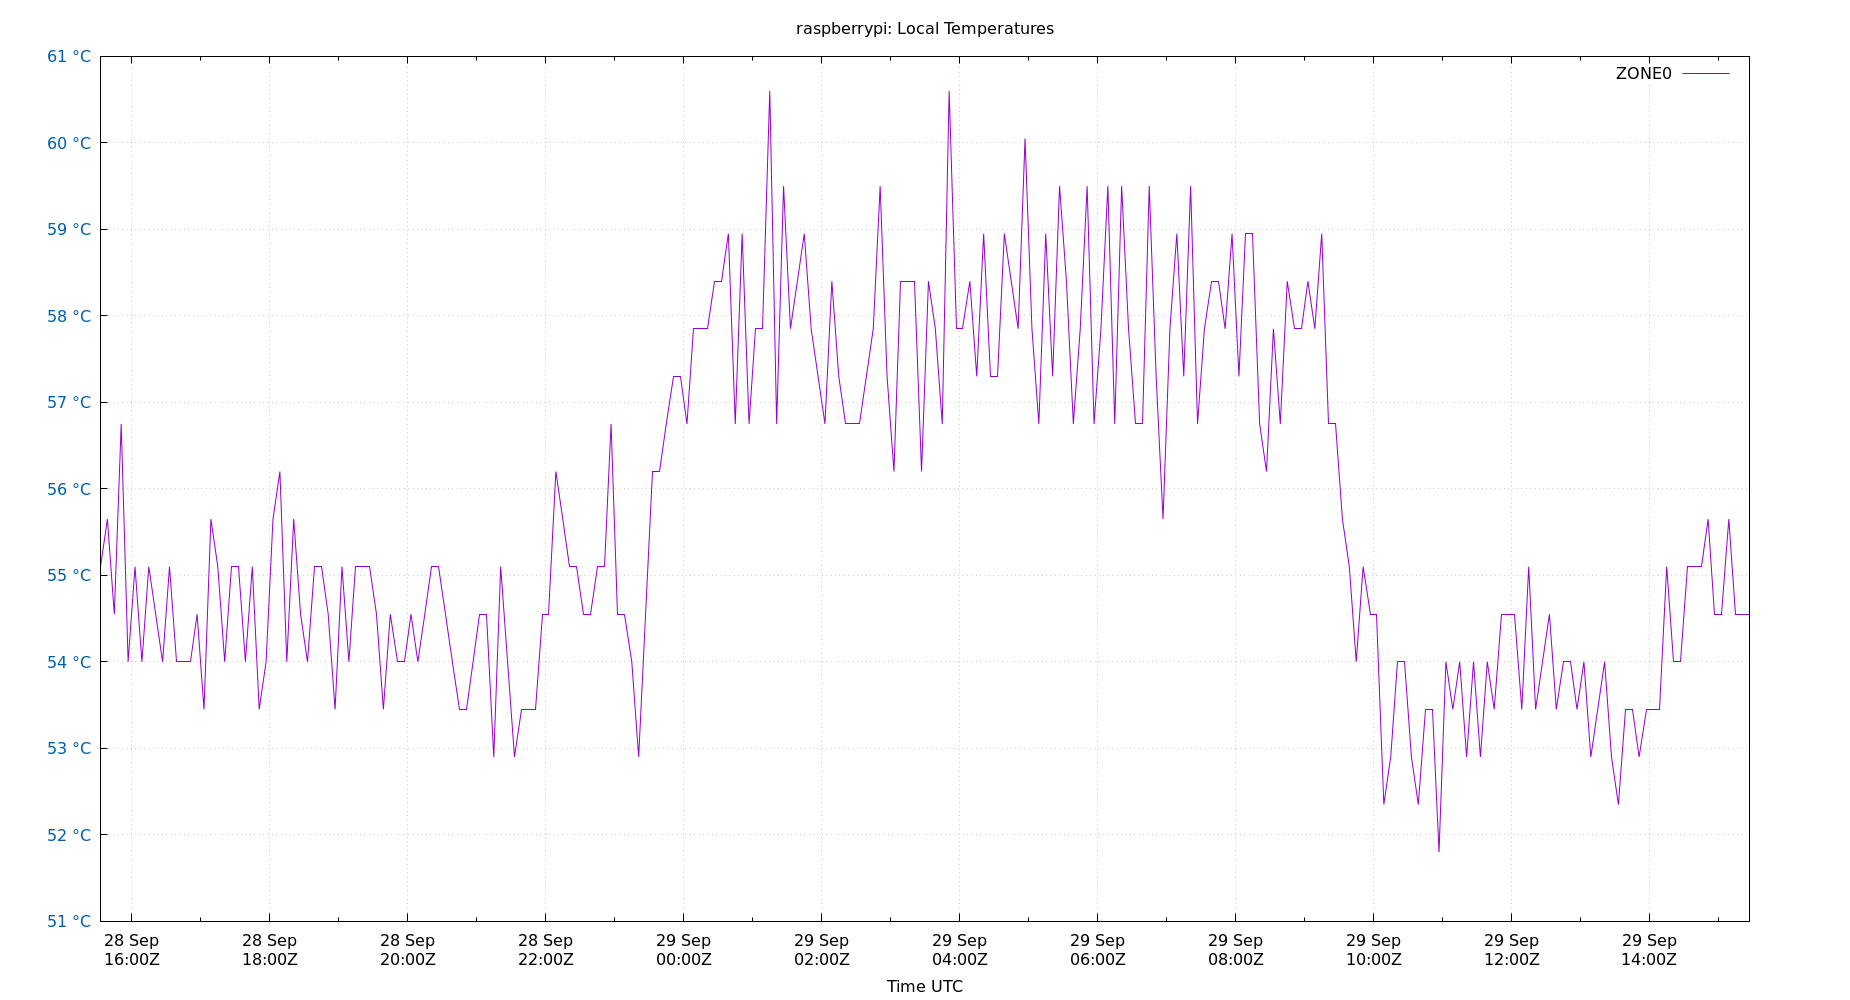 raspberrypi: Local Temperatures
61 °C
ZONE0
60 °C
59 °C
58 °C
57 °C
56 °C
55 °C
54 °C
53 °C
52 °C
51 °C
28 Sep 28 Sep 28 Sep 28 Sep 29 Sep 29 Sep 29 Sep 29 Sep 29 Sep 29 Sep 29 Sep 29 Sep
16:00Z 18:00Z 20:00Z 22:00Z 00:00Z 02:00Z 04:00Z 06:00Z 08:00Z 10:00Z 12:00Z 14:00Z
Time UTC